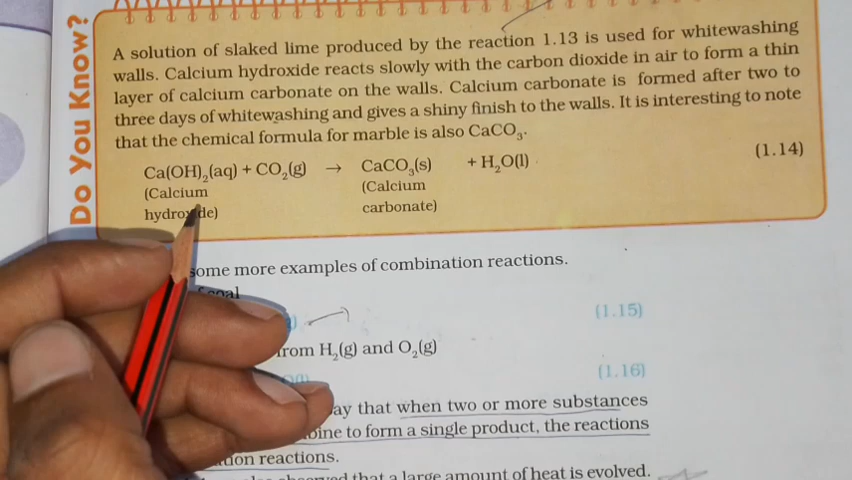 Do You Know?
A solution of slaked lime produced by the reaction 1.13 is used for whitewashing
walls. Calcium hydroxide reacts slowly with the carbon dioxide in air to form a thin
layer of calcium carbonate on the walls. Calcium carbonate is formed after two to
three days of whitewashing and gives a shiny finish to the walls. It is interesting to note
that the chemical formula for marble is also CaCO₃.
Ca(OH)₂(aq) + CO₂(g) → CaCO₃(s) + H₂O(l) (1.14)
(Calcium (Calcium
hydroxide) carbonate)
some more examples of combination reactions.
coal
(1.15)
from H₂(g) and O₂(g)
(1.16)
that when two or more substances
to form a single product, the reactions
reactions.
that a large amount of heat is evolved.